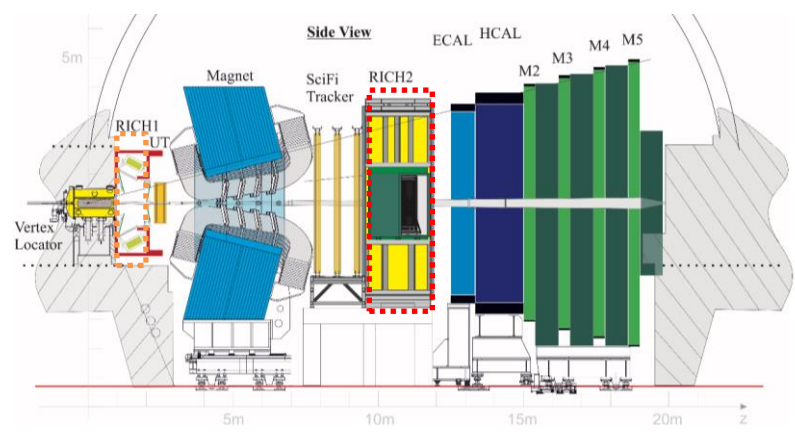 Side View
ECAL
HCAL
M5
M4
M3
M2
5m
Magnet
SciFi
Tracker
RICH2
RICH1
UT
Vertex
Locator
5m
10m
15m
20m
z